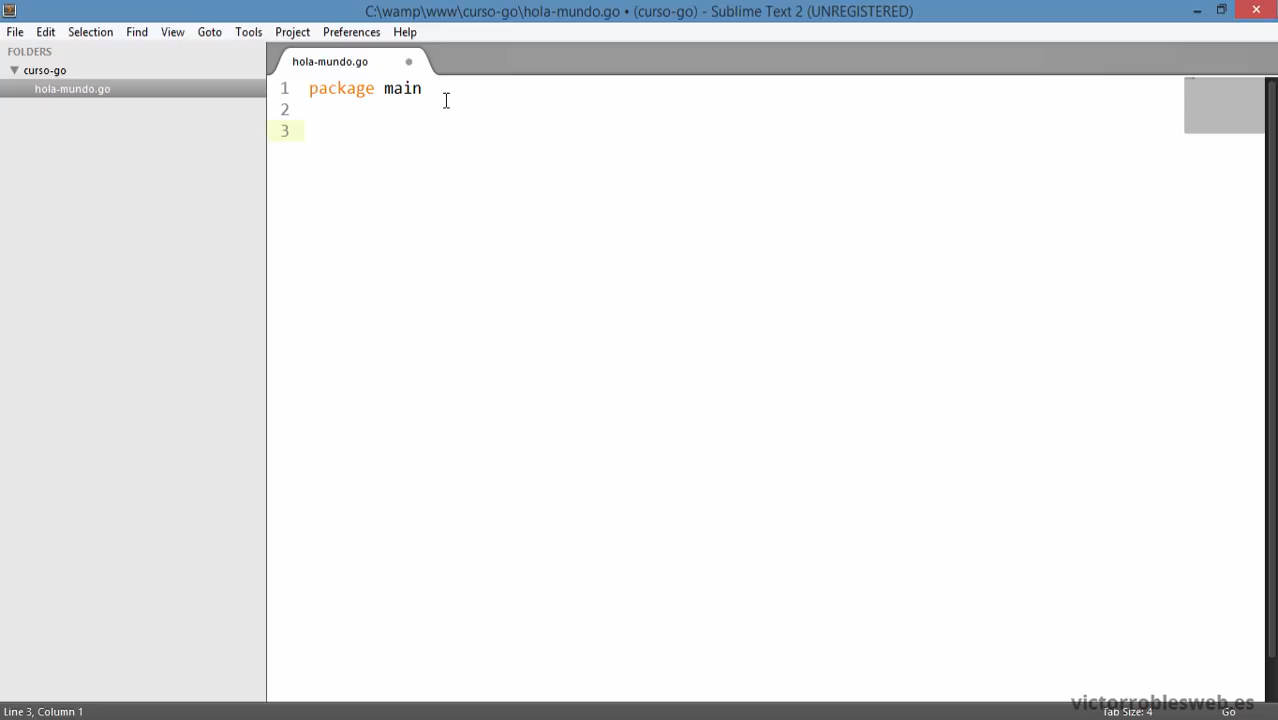 C:\wamp\www\curso-go\hola-mundo.go • (curso-go) - Sublime Text 2 (UNREGISTERED)
File Edit Selection Find View Goto Tools Project Preferences Help
FOLDERS
curso-go
hola-mundo.go
hola-mundo.go
1 package main
2
3
victorroblesweb.es
Line 3, Column 1
Tab Size: 4
Go